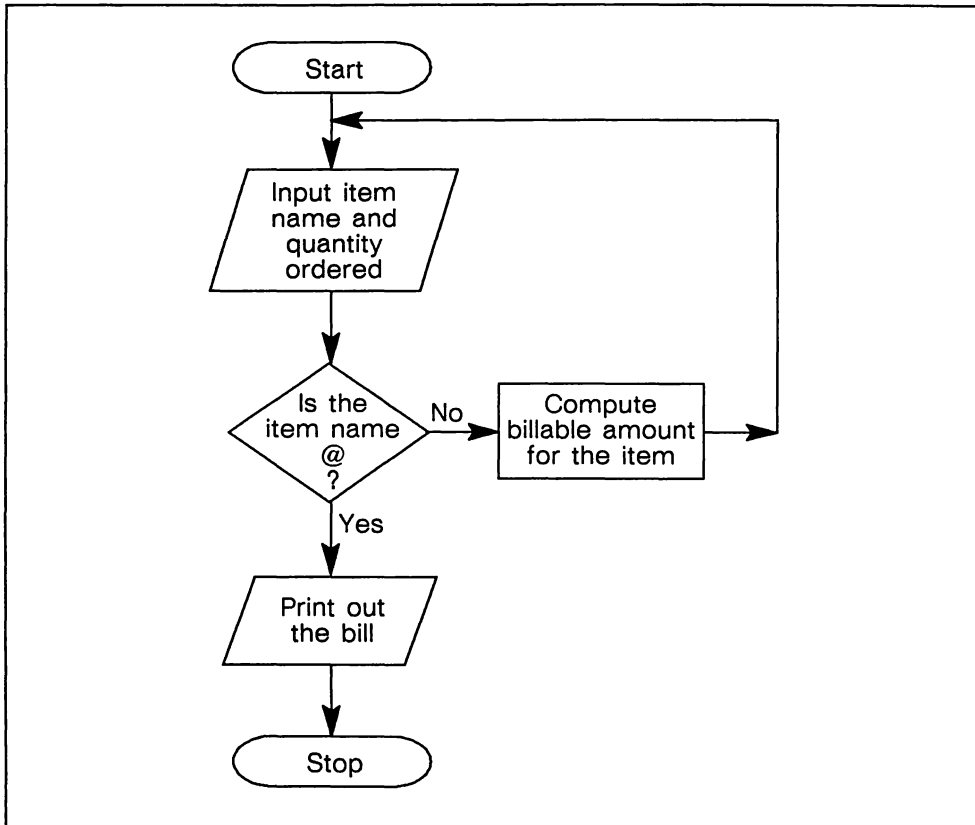 Start
Input item
name and
quantity
ordered
Is the
item name
@
?
No
Compute
billable amount
for the item
Yes
Print out
the bill
Stop